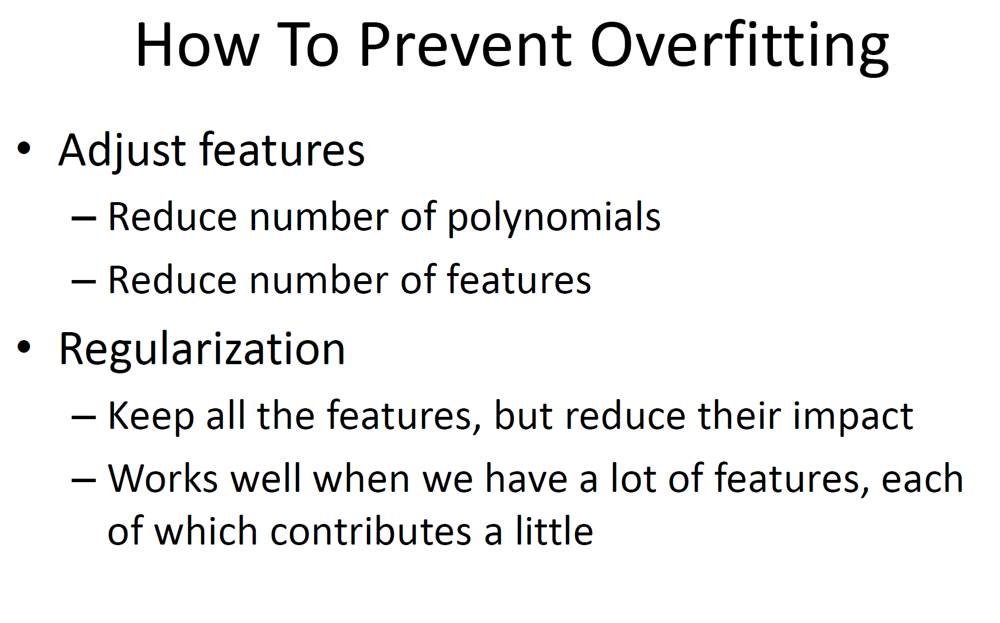 How To Prevent Overfitting
• Adjust features
– Reduce number of polynomials
– Reduce number of features
• Regularization
– Keep all the features, but reduce their impact
– Works well when we have a lot of features, each
of which contributes a little